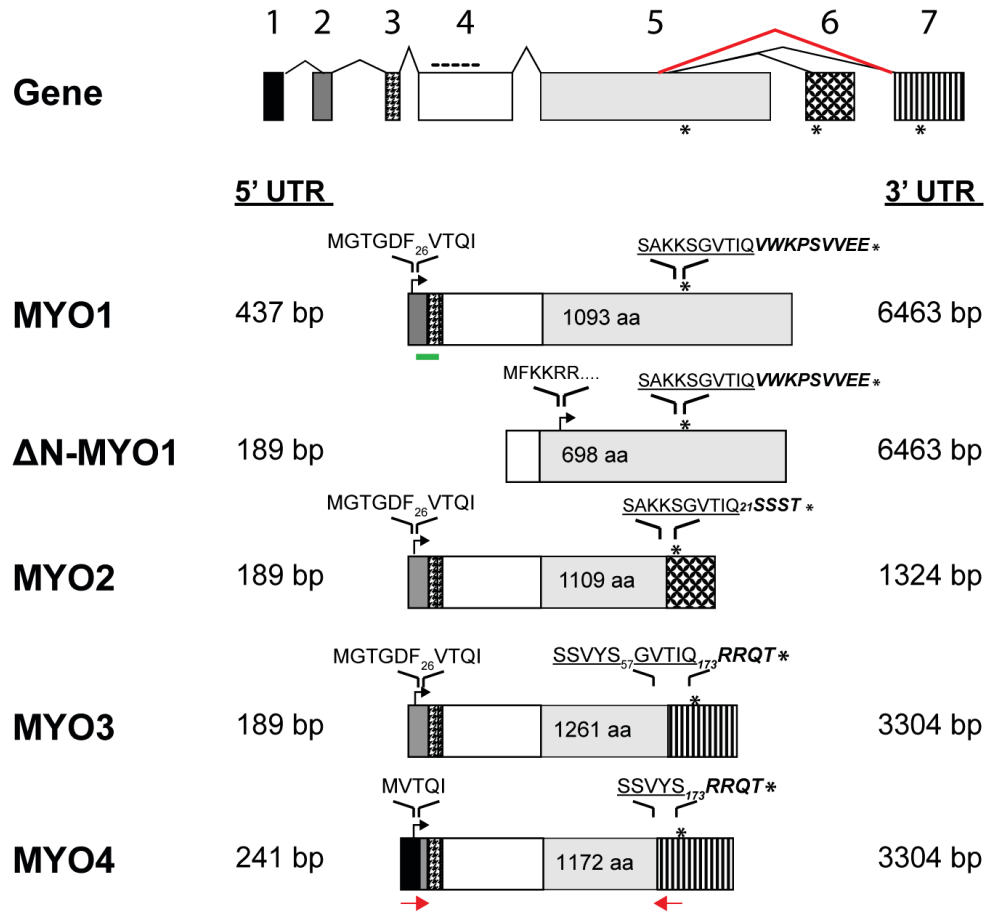 1 2 3 4 5 6 7
Gene
* * *
5’ UTR 3’ UTR
MGTGDF26VTQI SAKKSGVTIQVWKPSVVEE*
*
MYO1 437 bp 1093 aa 6463 bp
MFKKRR.... SAKKSGVTIQVWKPSVVEE*
*
ΔN-MYO1 189 bp 698 aa 6463 bp
MGTGDF26VTQI SAKKSGVTIQ21SSST *
*
MYO2 189 bp 1109 aa 1324 bp
MGTGDF26VTQI SSVYS57GVTIQ173RRQT*
*
MYO3 189 bp 1261 aa 3304 bp
MVTQI SSVYS173RRQT*
*
MYO4 241 bp 1172 aa 3304 bp